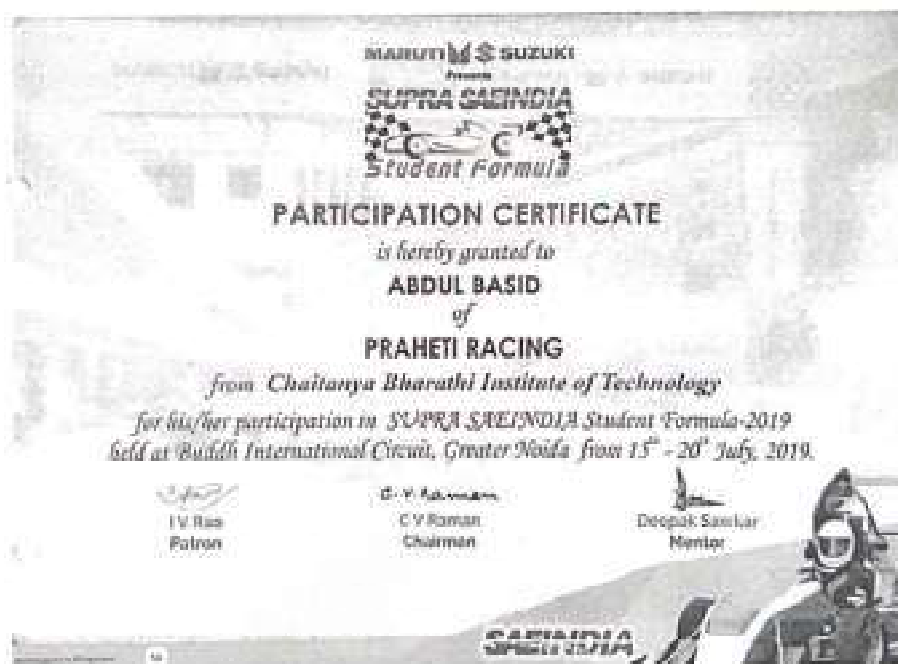 MARUTI SUZUKI
Presents
SUPRA SAEINDIA
Student Formula
PARTICIPATION CERTIFICATE
is hereby granted to
ABDUL BASID
of
PRAHETI RACING
from Chaitanya Bharathi Institute of Technology
for his/her participation in SUPRA SAEINDIA Student Formula-2019
held at Buddh International Circuit, Greater Noida from 15th - 20th July, 2019.
C.V. Raman
I V Rao C V Raman Deepak Sawkar
Patron Chairman Mentor
SAEINDIA